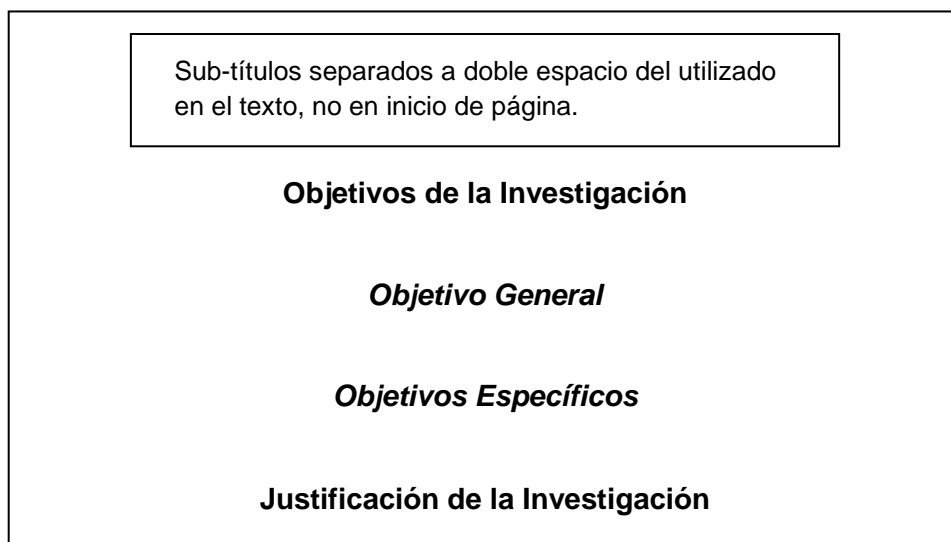 Sub-títulos separados a doble espacio del utilizado
en el texto, no en inicio de página.
Objetivos de la Investigación
Objetivo General
Objetivos Específicos
Justificación de la Investigación